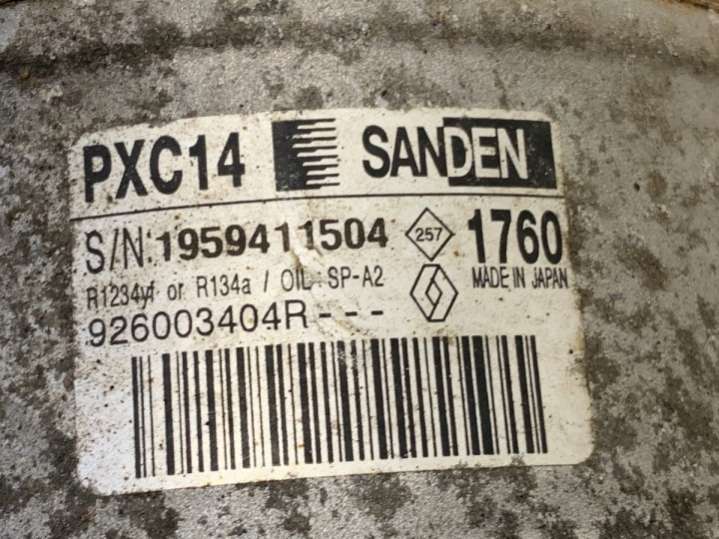 PXC14 SANDEN
S/N:1959411504 257 1760
R1234yf or R134a / OIL: SP-A2 MADE IN JAPAN
926003404R---